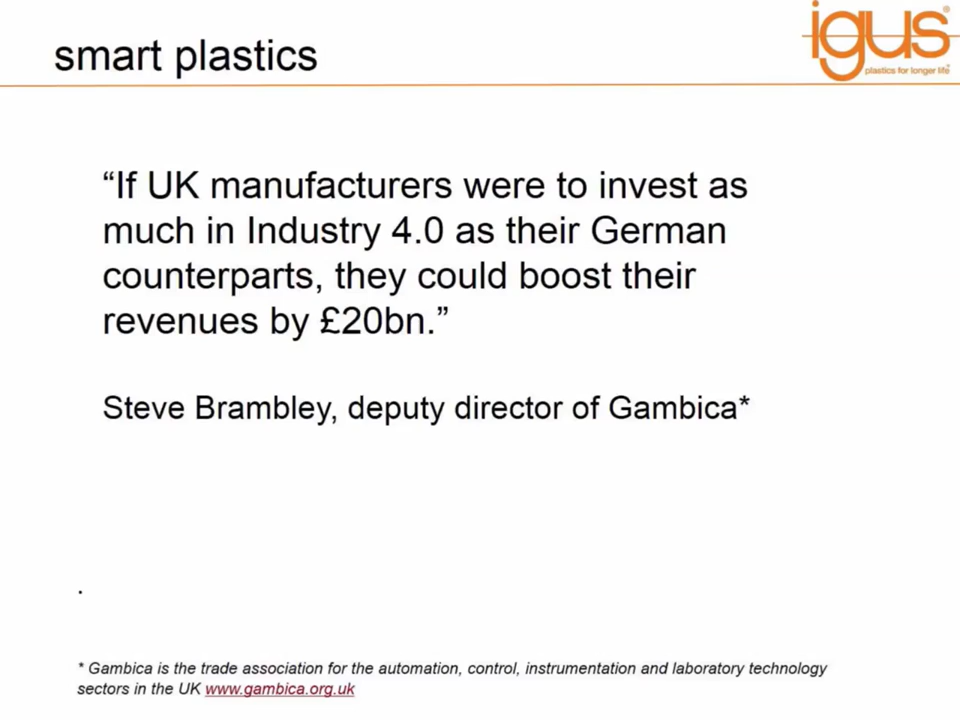 smart plastics
igus®
plastics for longer life®
“If UK manufacturers were to invest as
much in Industry 4.0 as their German
counterparts, they could boost their
revenues by £20bn.”
Steve Brambley, deputy director of Gambica*
.
* Gambica is the trade association for the automation, control, instrumentation and laboratory technology
sectors in the UK www.gambica.org.uk